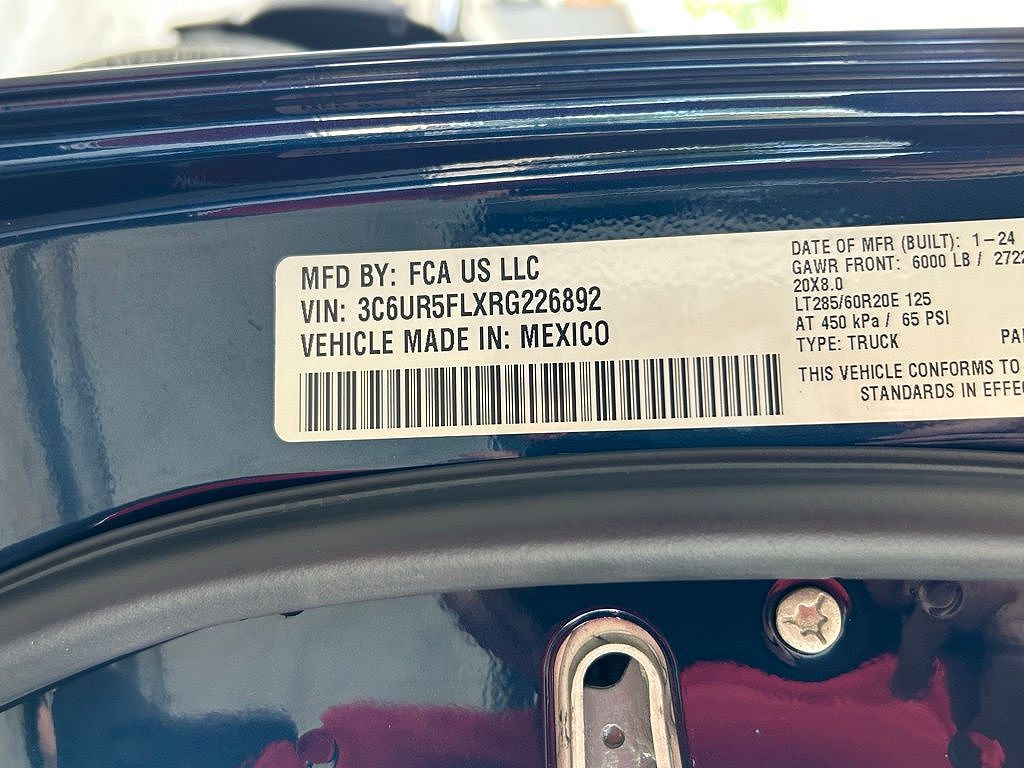 MFD BY: FCA US LLC
VIN: 3C6UR5FLXRG226892
VEHICLE MADE IN: MEXICO
DATE OF MFR (BUILT): 1-24
GAWR FRONT: 6000 LB / 2722
20X8.0
LT285/60R20E 125
AT 450 kPa / 65 PSI
TYPE: TRUCK
THIS VEHICLE CONFORMS TO
STANDARDS IN